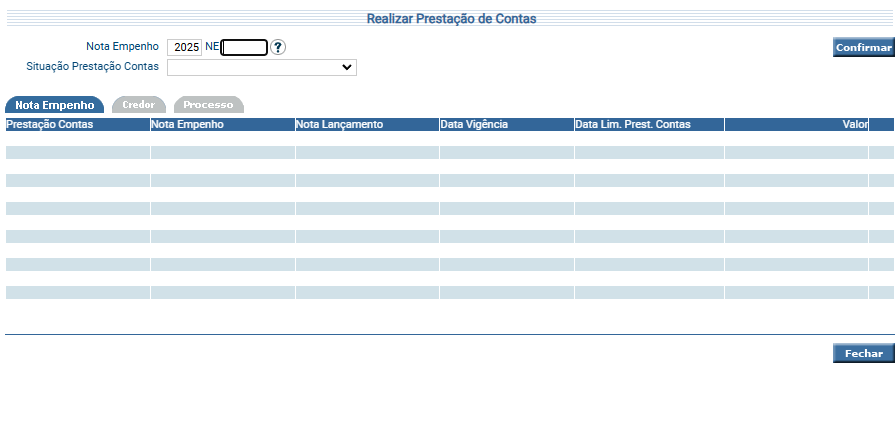 Realizar Prestação de Contas
Nota Empenho 2025 NE ?
Confirmar
Situação Prestação Contas
Nota Empenho Credor Processo
Prestação Contas Nota Empenho Nota Lançamento Data Vigência Data Lim. Prest. Contas Valor
Fechar